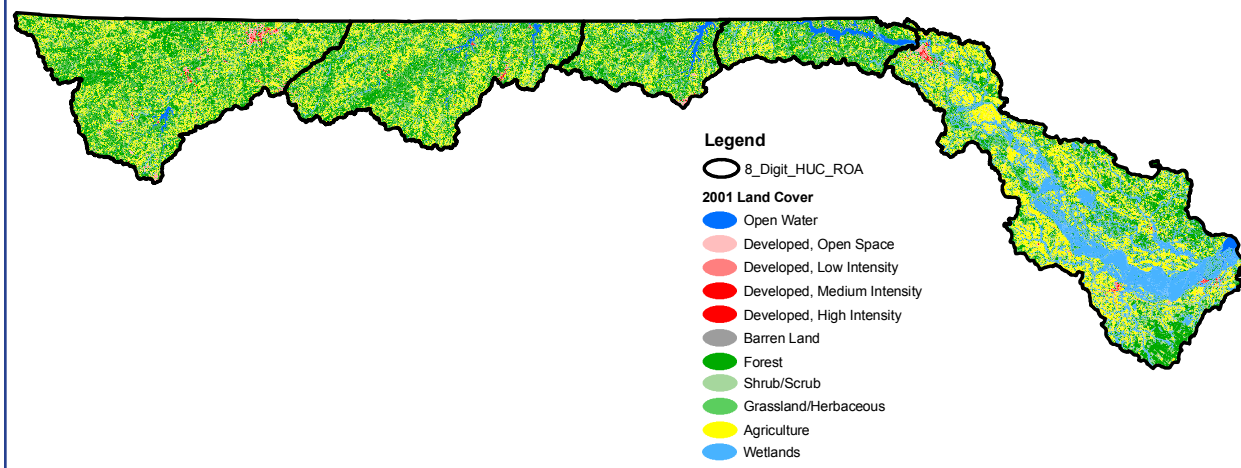 Legend
8_Digit_HUC_ROA
2001 Land Cover
Open Water
Developed, Open Space
Developed, Low Intensity
Developed, Medium Intensity
Developed, High Intensity
Barren Land
Forest
Shrub/Scrub
Grassland/Herbaceous
Agriculture
Wetlands